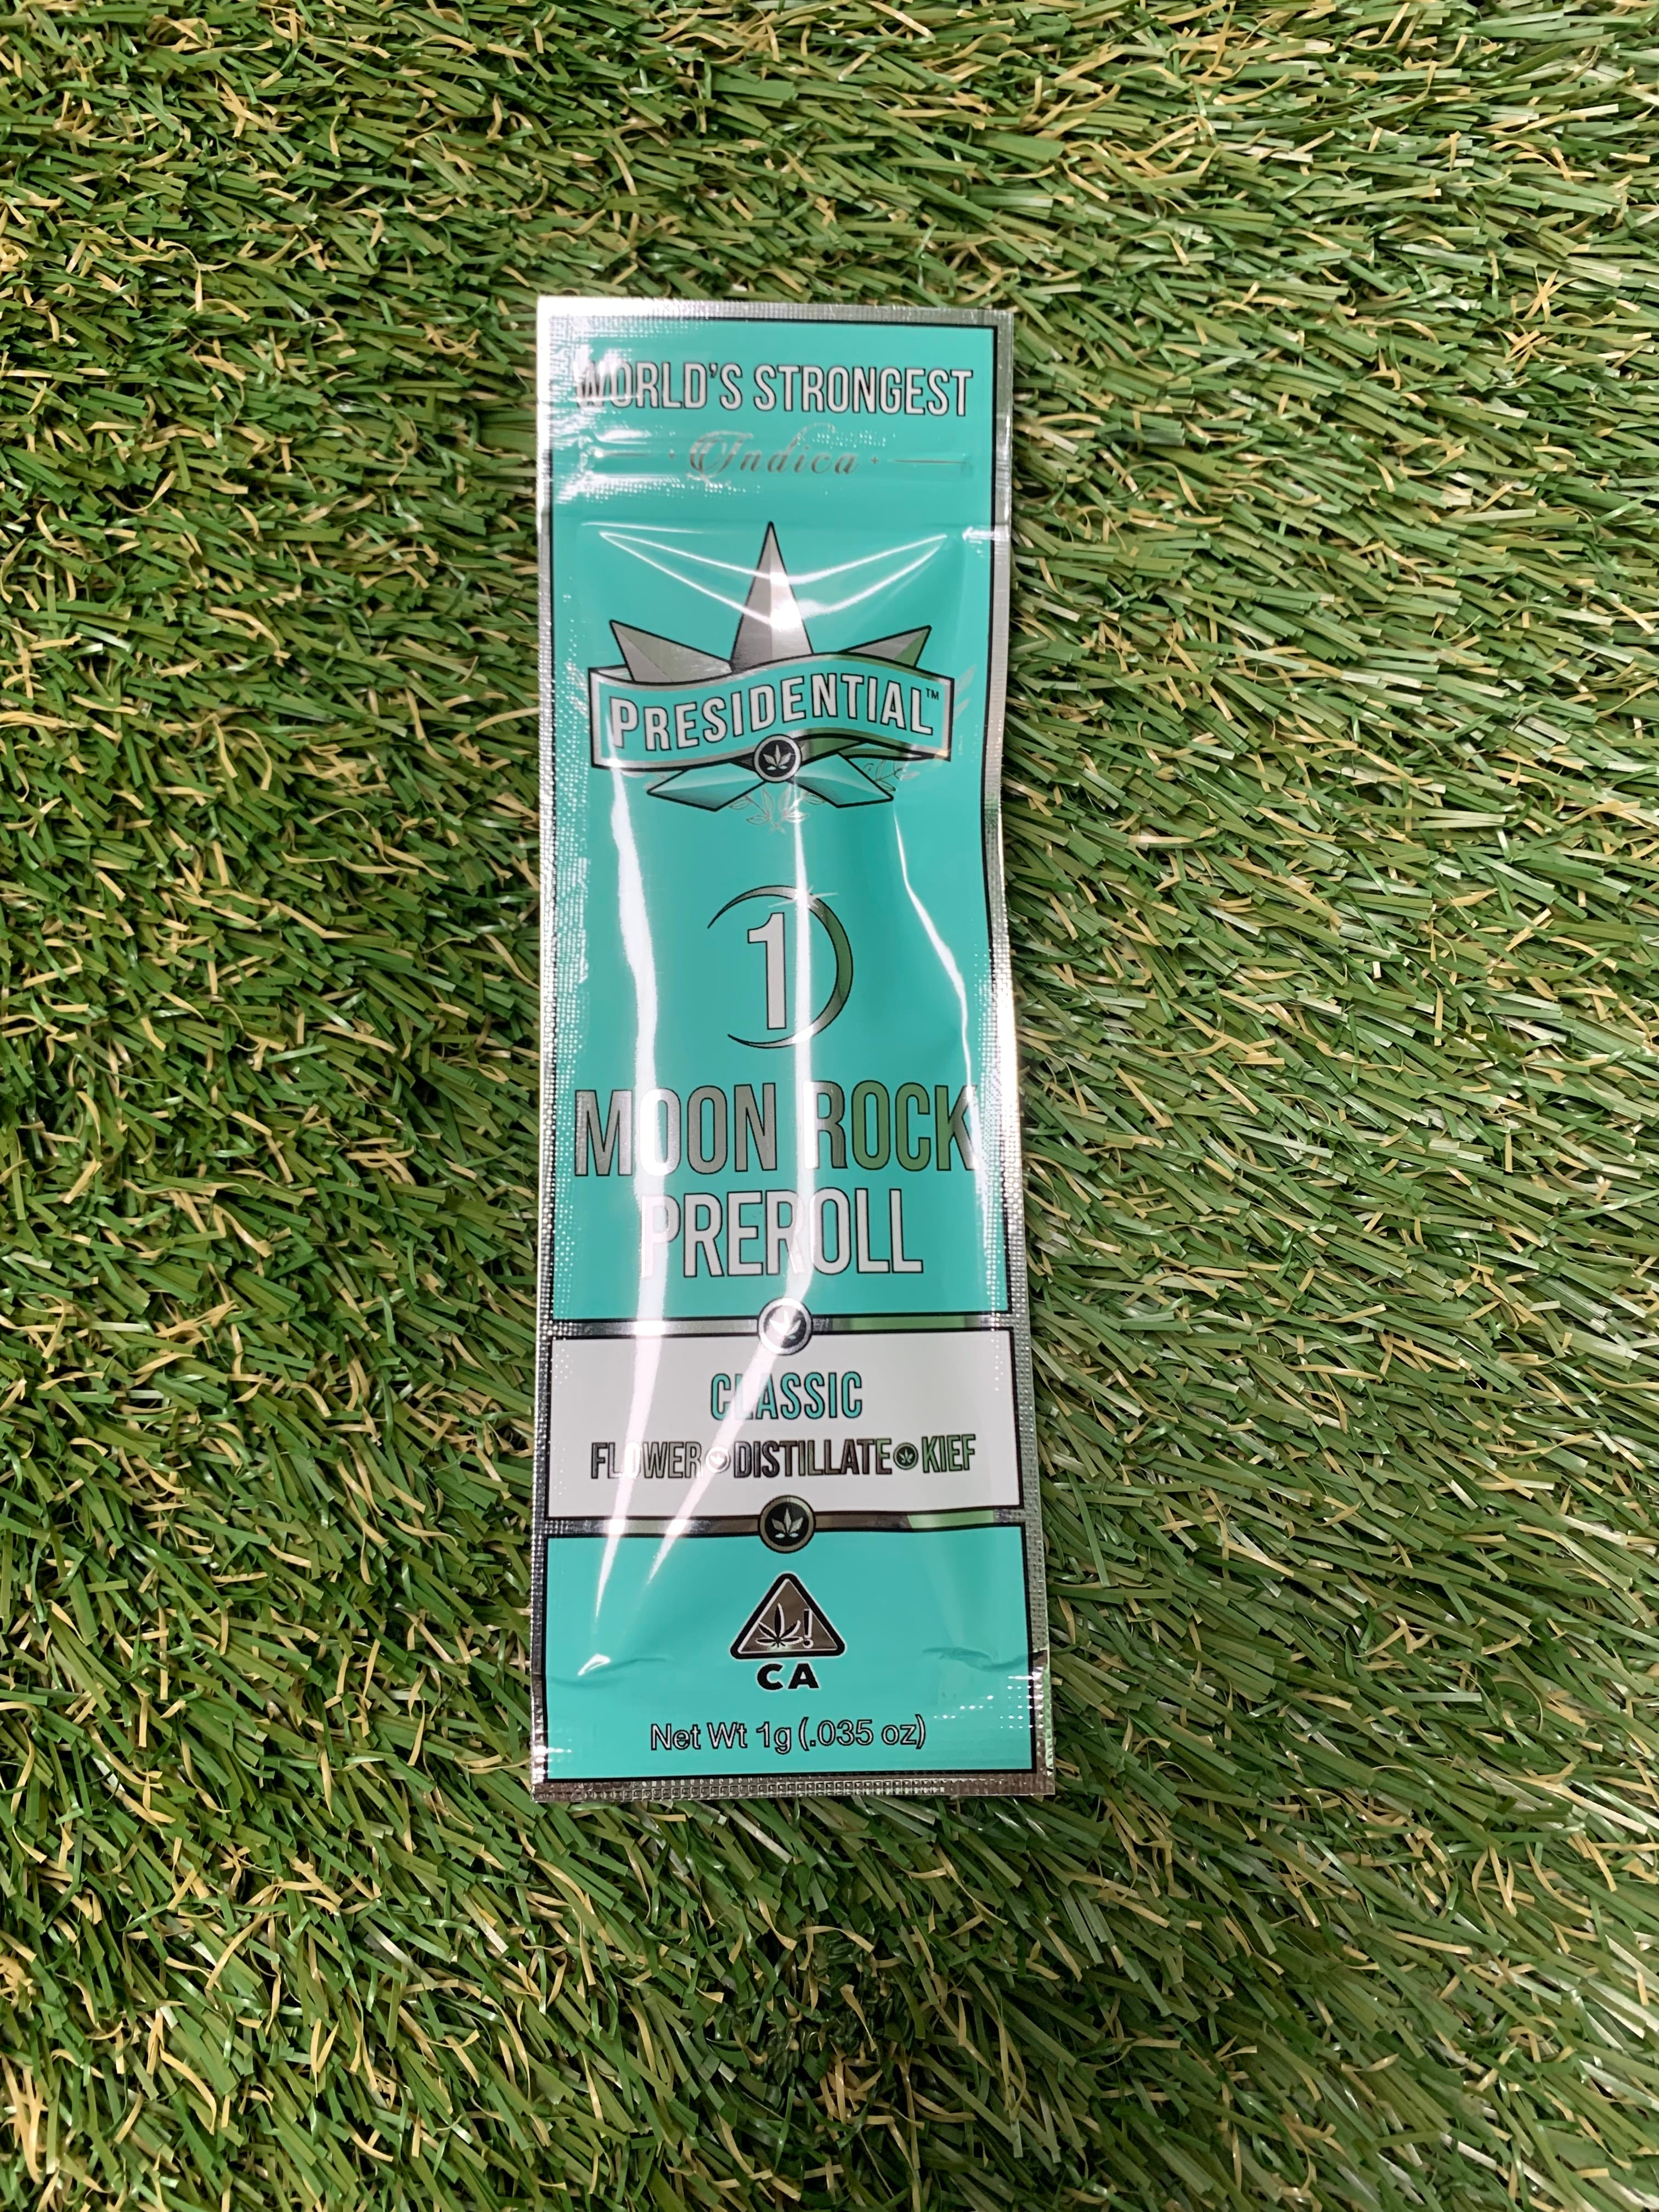 WORLD'S STRONGEST
Indica
PRESIDENTIAL™
1
MOON ROCK
PREROLL
CLASSIC
FLOWER DISTILLATE KIEF
!
CA
Net Wt 1g (.035 oz)